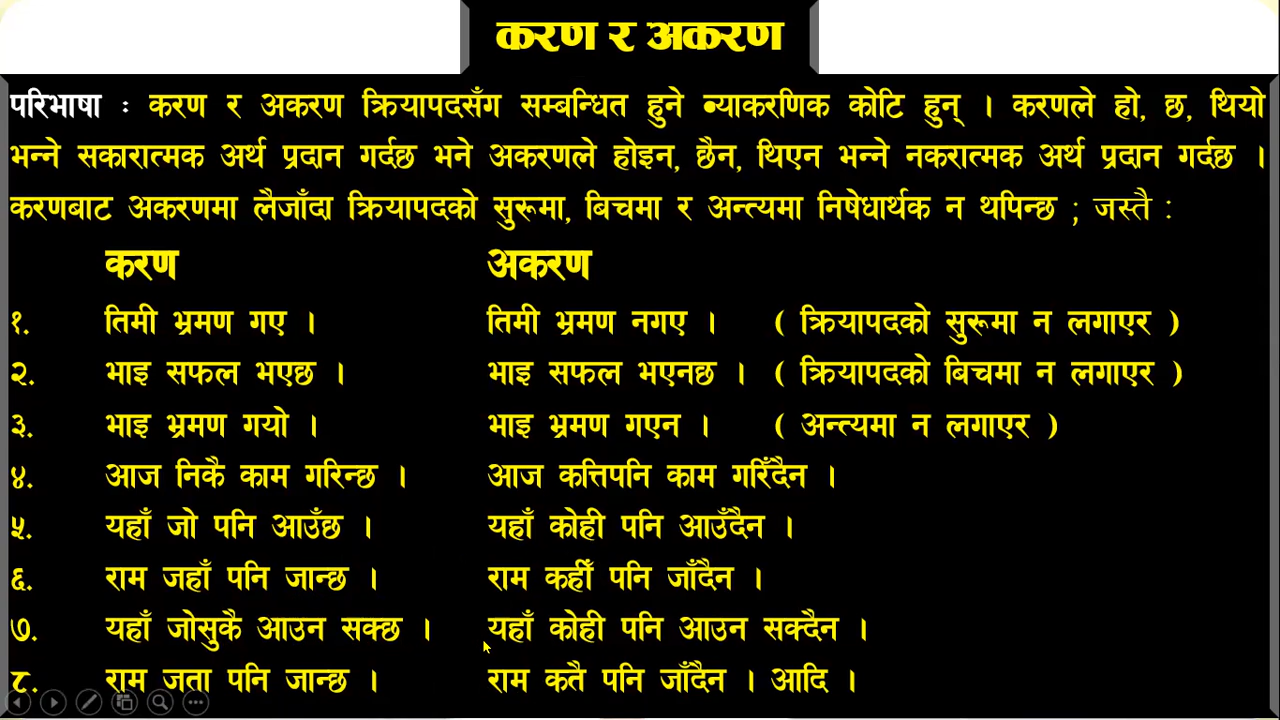 करण र अकरण
परिभाषा : करण र अकरण क्रियापदसँग सम्बन्धित हुने व्याकरणिक कोटि हुन् । करणले हो, छ, थियो
भन्ने सकारात्मक अर्थ प्रदान गर्दछ भने अकरणले होइन, छैन, थिएन भन्ने नकरात्मक अर्थ प्रदान गर्दछ ।
करणबाट अकरणमा लैजाँदा क्रियापदको सुरूमा, बिचमा र अन्त्यमा निषेधार्थक न थपिन्छ ; जस्तै :
करण अकरण
१. तिमी भ्रमण गए । तिमी भ्रमण नगए । ( क्रियापदको सुरूमा न लगाएर )
२. भाइ सफल भएछ । भाइ सफल भएनछ । ( क्रियापदको बिचमा न लगाएर )
३. भाइ भ्रमण गयो । भाइ भ्रमण गएन । ( अन्त्यमा न लगाएर )
४. आज निकै काम गरिन्छ । आज कत्तिपनि काम गरिँदैन ।
५. यहाँ जो पनि आउँछ । यहाँ कोही पनि आउँदैन ।
६. राम जहाँ पनि जान्छ । राम कहीँ पनि जाँदैन ।
७. यहाँ जोसुकै आउन सक्छ । यहाँ कोही पनि आउन सक्दैन ।
८. राम जता पनि जान्छ । राम कतै पनि जाँदैन । आदि ।